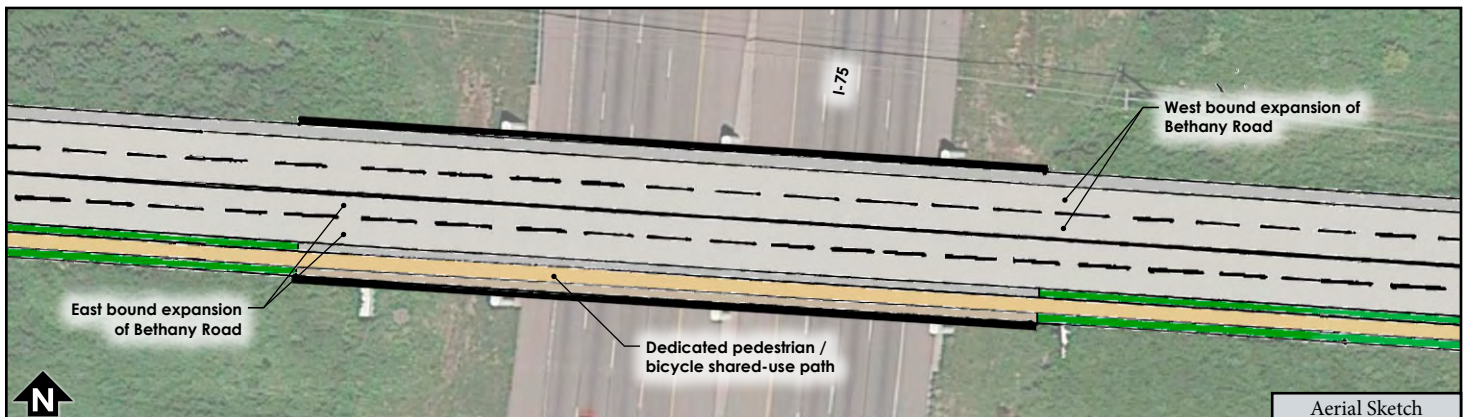 I-75
West bound expansion of
Bethany Road
East bound expansion
of Bethany Road
Dedicated pedestrian /
bicycle shared-use path
N
Aerial Sketch